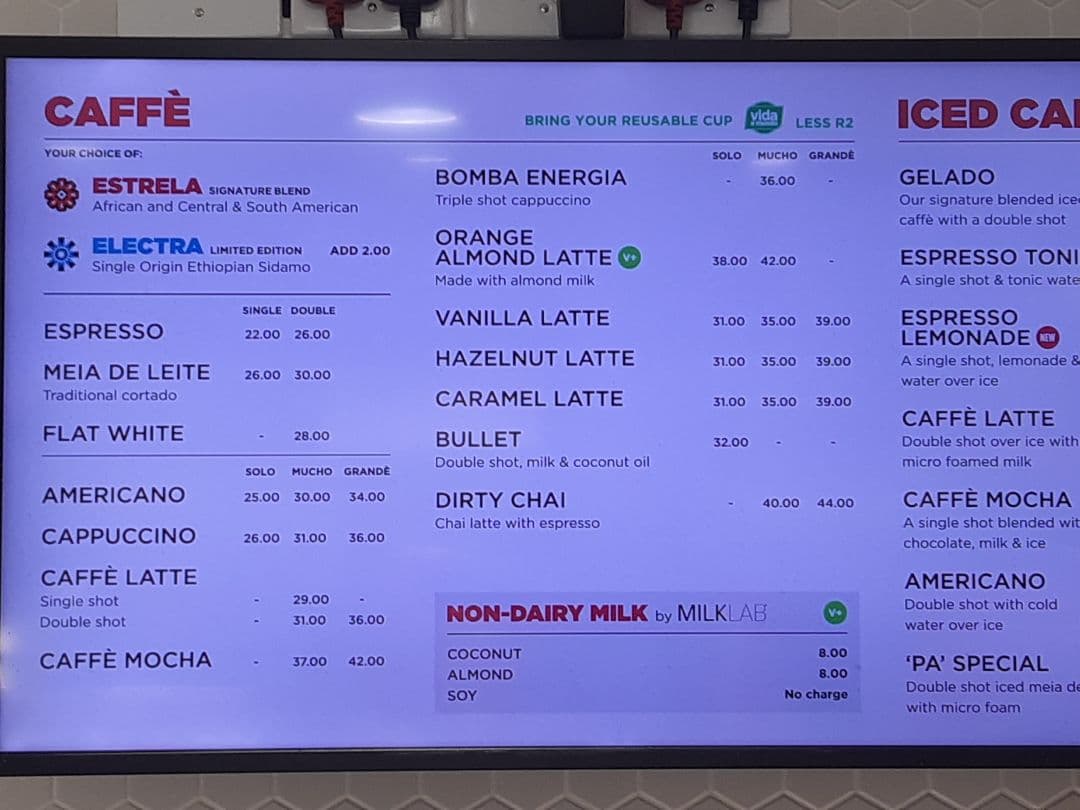 CAFFÈ
BRING YOUR REUSABLE CUP vida LESS R2
YOUR CHOICE OF:
ESTRELA SIGNATURE BLEND
African and Central & South American
ELECTRA LIMITED EDITION ADD 2.00
Single Origin Ethiopian Sidamo
SINGLE DOUBLE
ESPRESSO 22.00 26.00
MEIA DE LEITE 26.00 30.00
Traditional cortado
FLAT WHITE - 28.00
SOLO MUCHO GRANDÈ
AMERICANO 25.00 30.00 34.00
CAPPUCCINO 26.00 31.00 36.00
CAFFÈ LATTE
Single shot - 29.00 -
Double shot - 31.00 36.00
CAFFÈ MOCHA - 37.00 42.00
SOLO MUCHO GRANDÈ
BOMBA ENERGIA - 36.00 -
Triple shot cappuccino
ORANGE
ALMOND LATTE V+ 38.00 42.00 -
Made with almond milk
VANILLA LATTE 31.00 35.00 39.00
HAZELNUT LATTE 31.00 35.00 39.00
CARAMEL LATTE 31.00 35.00 39.00
BULLET 32.00 - -
Double shot, milk & coconut oil
DIRTY CHAI - 40.00 44.00
Chai latte with espresso
NON-DAIRY MILK by MILKLAB V+
COCONUT 8.00
ALMOND 8.00
SOY No charge
ICED CA
GELADO
Our signature blended iced
caffè with a double shot
ESPRESSO TONI
A single shot & tonic wate
ESPRESSO
LEMONADE NEW
A single shot, lemonade &
water over ice
CAFFÈ LATTE
Double shot over ice with
micro foamed milk
CAFFÈ MOCHA
A single shot blended wit
chocolate, milk & ice
AMERICANO
Double shot with cold
water over ice
'PA' SPECIAL
Double shot iced meia de
with micro foam